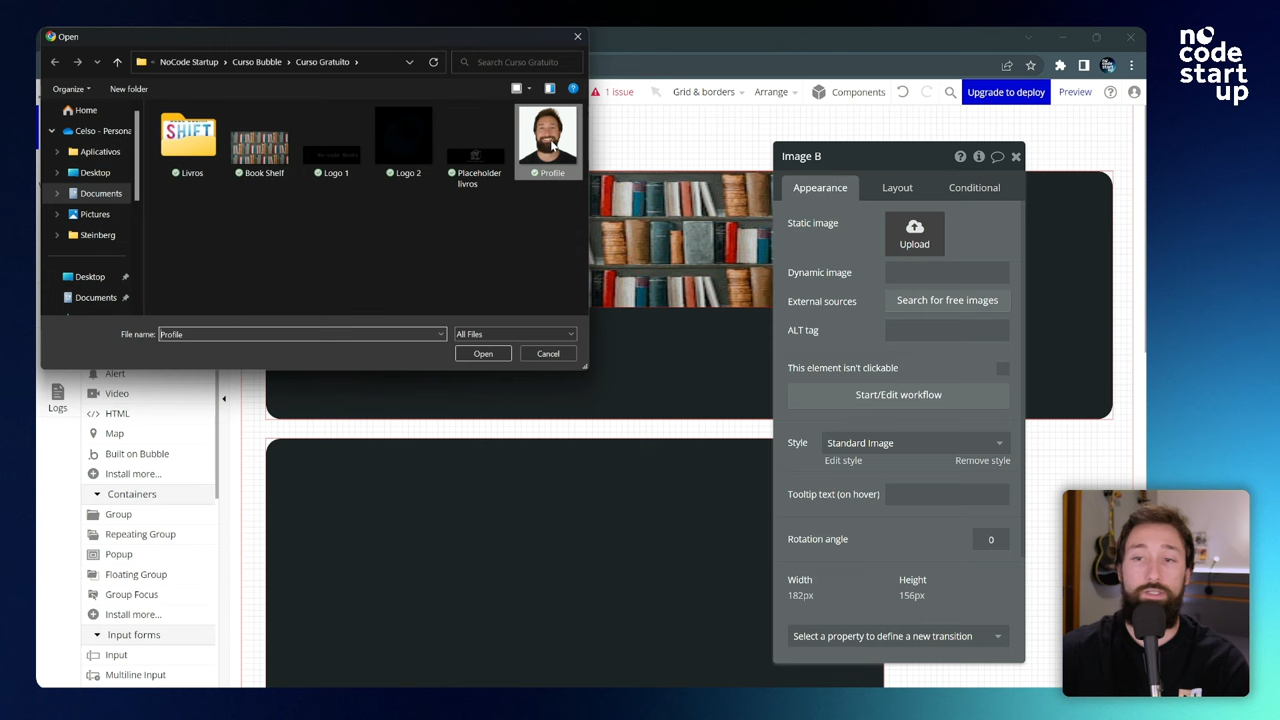 Open
NoCode Startup
Curso Bubble
Curso Gratuito
Search Curso Gratuito
Organize
New folder
Home
Celso - Persona
Aplicativos
Desktop
Documents
Pictures
Steinberg
Desktop
Documents
SHIFT
Livros
Book Shelf
Logo 1
Logo 2
Placeholder
livros
Profile
File name:
Profile
All Files
Open
Cancel
1 issue
Grid & borders
Arrange
Components
Upgrade to deploy
Preview
no
code
start
up
Image B
Appearance
Layout
Conditional
Static image
Upload
Dynamic image
External sources
Search for free images
ALT tag
This element isn't clickable
Start/Edit workflow
Style
Standard Image
Edit style
Remove style
Tooltip text (on hover)
Rotation angle
0
Width
Height
182px
156px
Select a property to define a new transition
Logs
Alert
Video
HTML
Map
Built on Bubble
Install more...
Containers
Group
Repeating Group
Popup
Floating Group
Group Focus
Install more...
Input forms
Input
Multiline Input